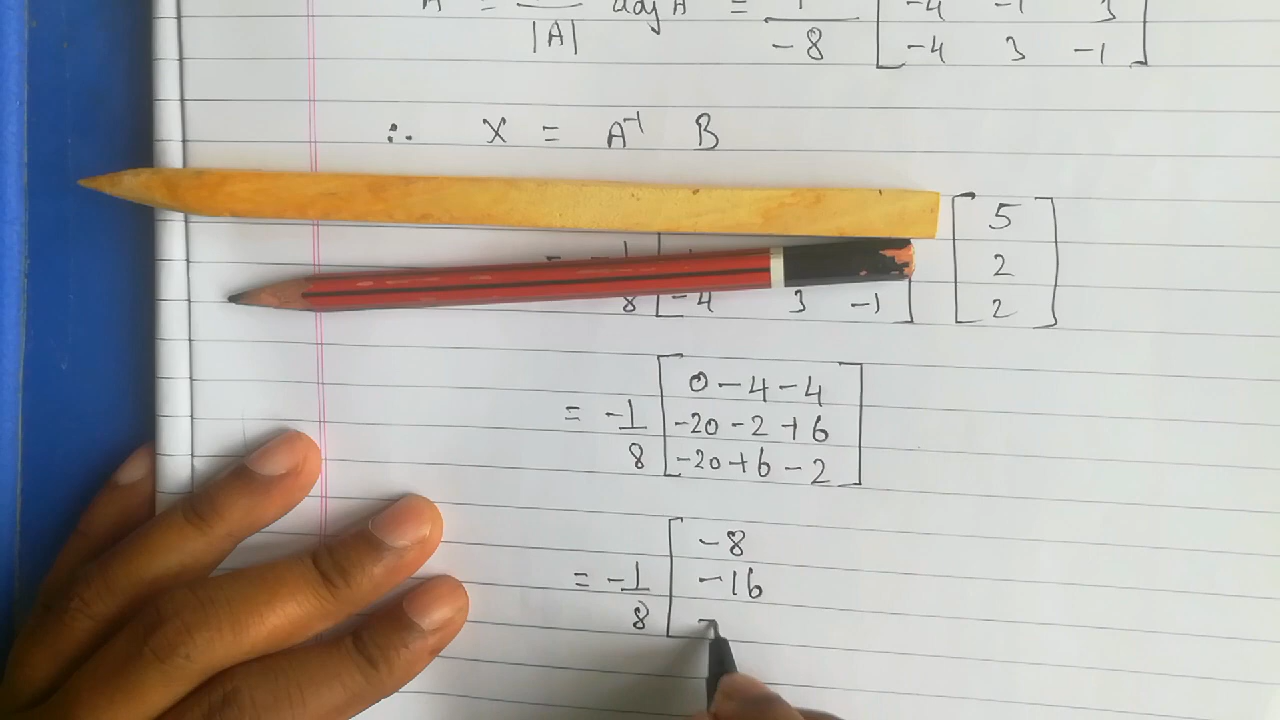 |A| adj A = -8 -4 -1 3
-4 3 -1
∴ X = A⁻¹ B
5
-1 2
8 -4 3 -1 2
0 -4 -4
= -1 -20 -2 +6
8 -20 +6 -2
-8
= -1 -16
8 -